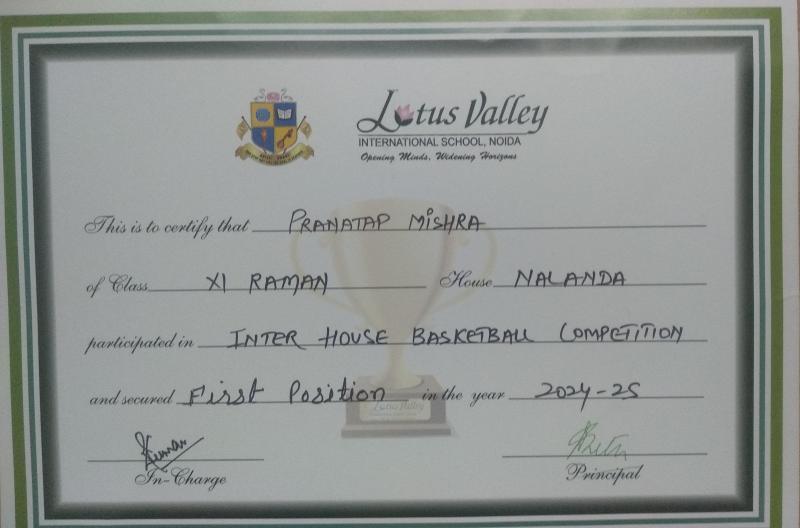 Lotus Valley
INTERNATIONAL SCHOOL, NOIDA
Opening Minds, Widening Horizons
This is to certify that PRANATAP MISHRA
of Class XI RAMAN House NALANDA
participated in INTER HOUSE BASKETBALL COMPETITION
and secured First Position in the year 2024-25
Lotus Valley
In-Charge Principal